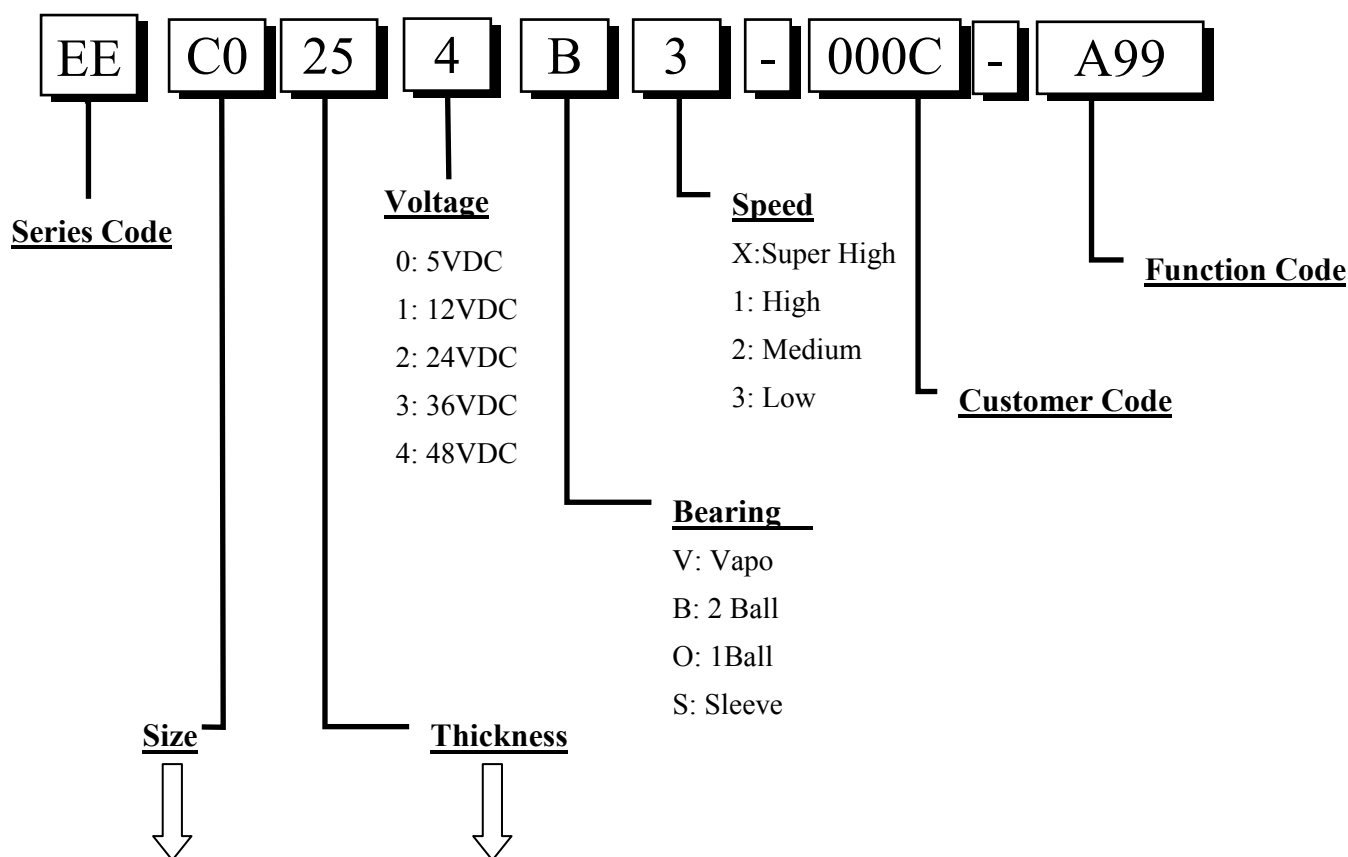 EE C0 25 4 B 3 - 000C - A99
Series Code
Voltage
0: 5VDC
1: 12VDC
2: 24VDC
3: 36VDC
4: 48VDC
Speed
X:Super High
1: High
2: Medium
3: Low
Function Code
Customer Code
Bearing
V: Vapo
B: 2 Ball
O: 1Ball
S: Sleeve
Size
Thickness